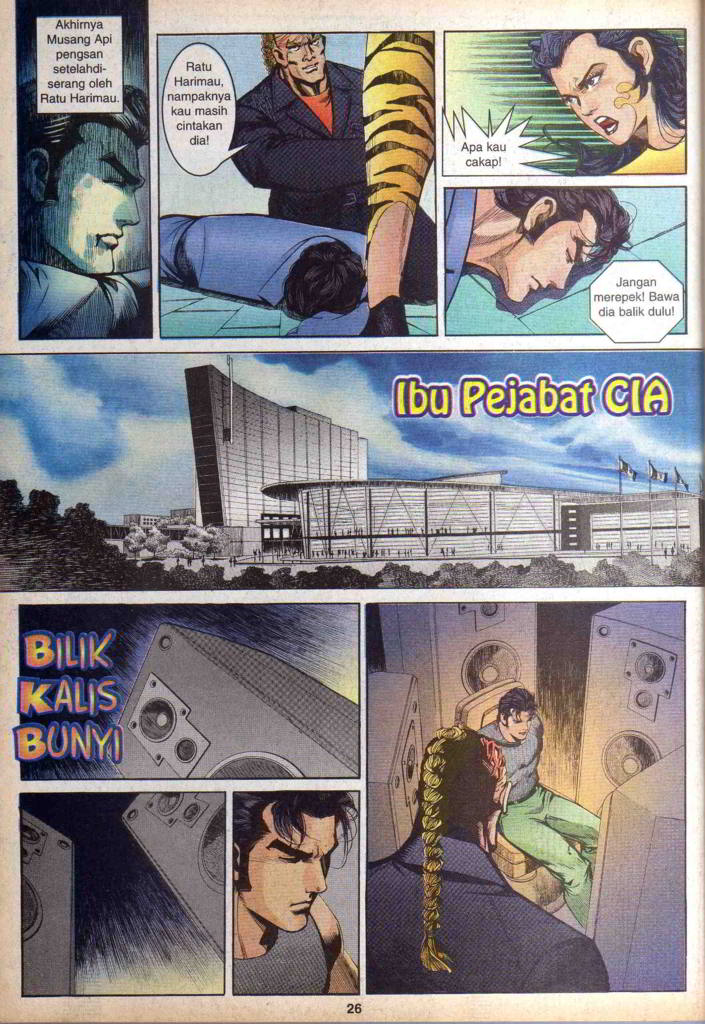 Akhirnya
Musang Api
pengsan
setelahdi-
serang oleh
Ratu Harimau.
Ratu
Harimau,
nampaknya
kau masih
cintakan
dia!
Apa kau
cakap!
Jangan
merepek! Bawa
dia balik dulu!
Ibu Pejabat CIA
BILIK
KALIS
BUNYI
26